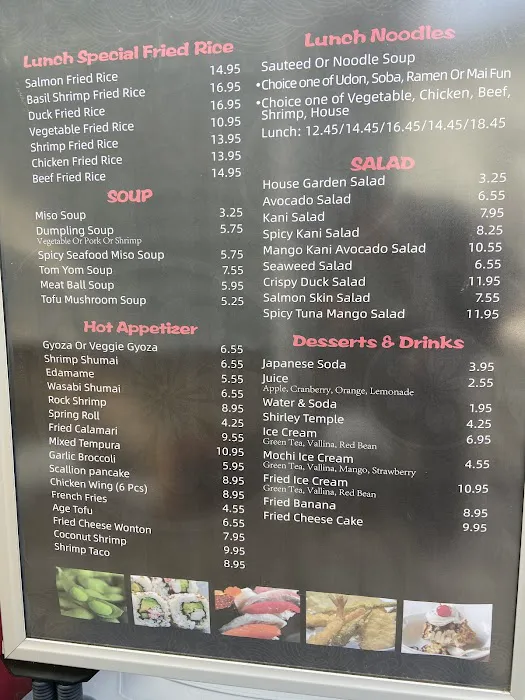 Lunch Special Fried Rice
Salmon Fried Rice 14.95
Basil Shrimp Fried Rice 16.95
Duck Fried Rice 16.95
Vegetable Fried Rice 10.95
Shrimp Fried Rice 13.95
Chicken Fried Rice 13.95
Beef Fried Rice 14.95
SOUP
Miso Soup 3.25
Dumpling Soup 5.75
Vegetable Or Pork Or Shrimp
Spicy Seafood Miso Soup 5.75
Tom Yom Soup 7.55
Meat Ball Soup 5.95
Tofu Mushroom Soup 5.25
Hot Appetizer
Gyoza Or Veggie Gyoza 6.55
Shrimp Shumai 6.55
Edamame 5.55
Wasabi Shumai 6.55
Rock Shrimp 8.95
Spring Roll 4.25
Fried Calamari 9.55
Mixed Tempura 10.95
Garlic Broccoli 5.95
Scallion pancake 8.95
Chicken Wing (6 Pcs) 8.95
French Fries 4.55
Age Tofu 6.55
Fried Cheese Wonton 7.95
Coconut Shrimp 9.95
Shrimp Taco 8.95
Lunch Noodles
Sauteed Or Noodle Soup
•Choice one of Udon, Soba, Ramen Or Mai Fun
•Choice one of Vegetable, Chicken, Beef,
Shrimp, House
Lunch: 12.45/14.45/16.45/14.45/18.45
SALAD
House Garden Salad 3.25
Avocado Salad 6.55
Kani Salad 7.95
Spicy Kani Salad 8.25
Mango Kani Avocado Salad 10.55
Seaweed Salad 6.55
Crispy Duck Salad 11.95
Salmon Skin Salad 7.55
Spicy Tuna Mango Salad 11.95
Desserts & Drinks
Japanese Soda 3.95
Juice 2.55
Apple, Cranberry, Orange, Lemonade
Water & Soda 1.95
Shirley Temple 4.25
Ice Cream 6.95
Green Tea, Vallina, Red Bean
Mochi Ice Cream 4.55
Green Tea, Vallina, Mango, Strawberry
Fried Ice Cream 10.95
Green Tea, Vallina, Red Bean
Fried Banana 8.95
Fried Cheese Cake 9.95